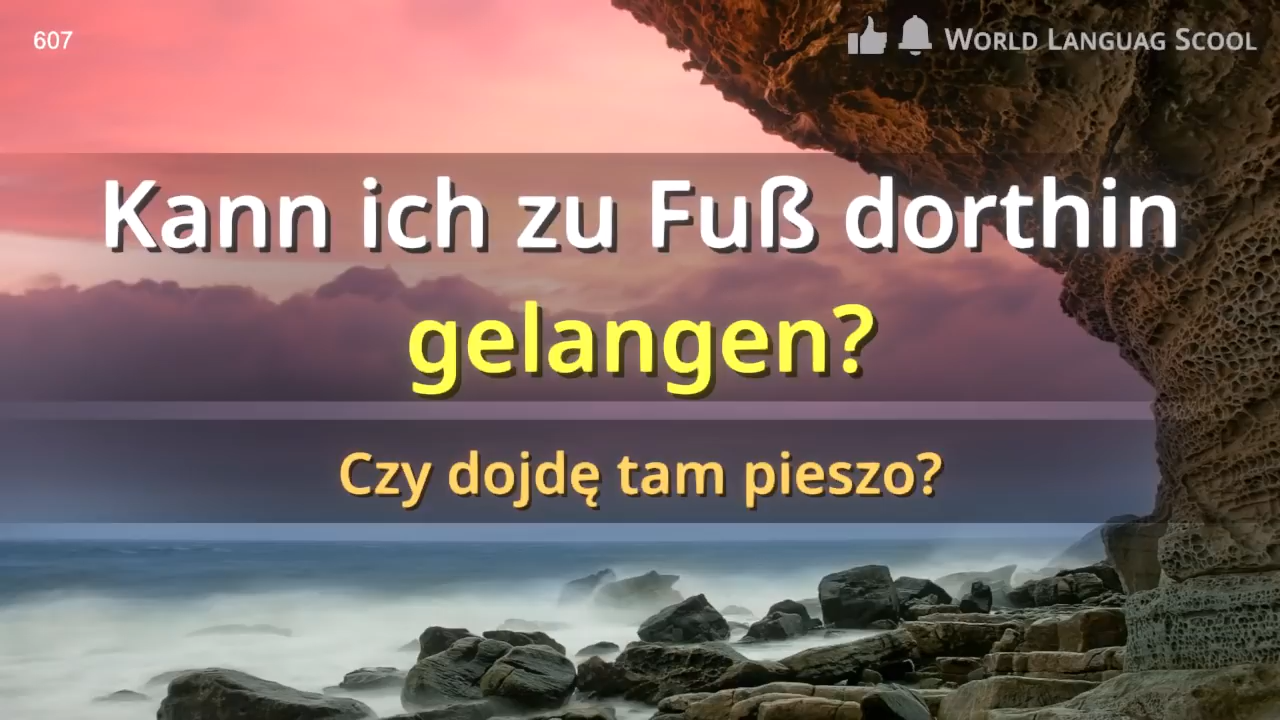 607
WORLD LANGUAG SCOOL
Kann ich zu Fuß dorthin
gelangen?
Czy dojdę tam pieszo?